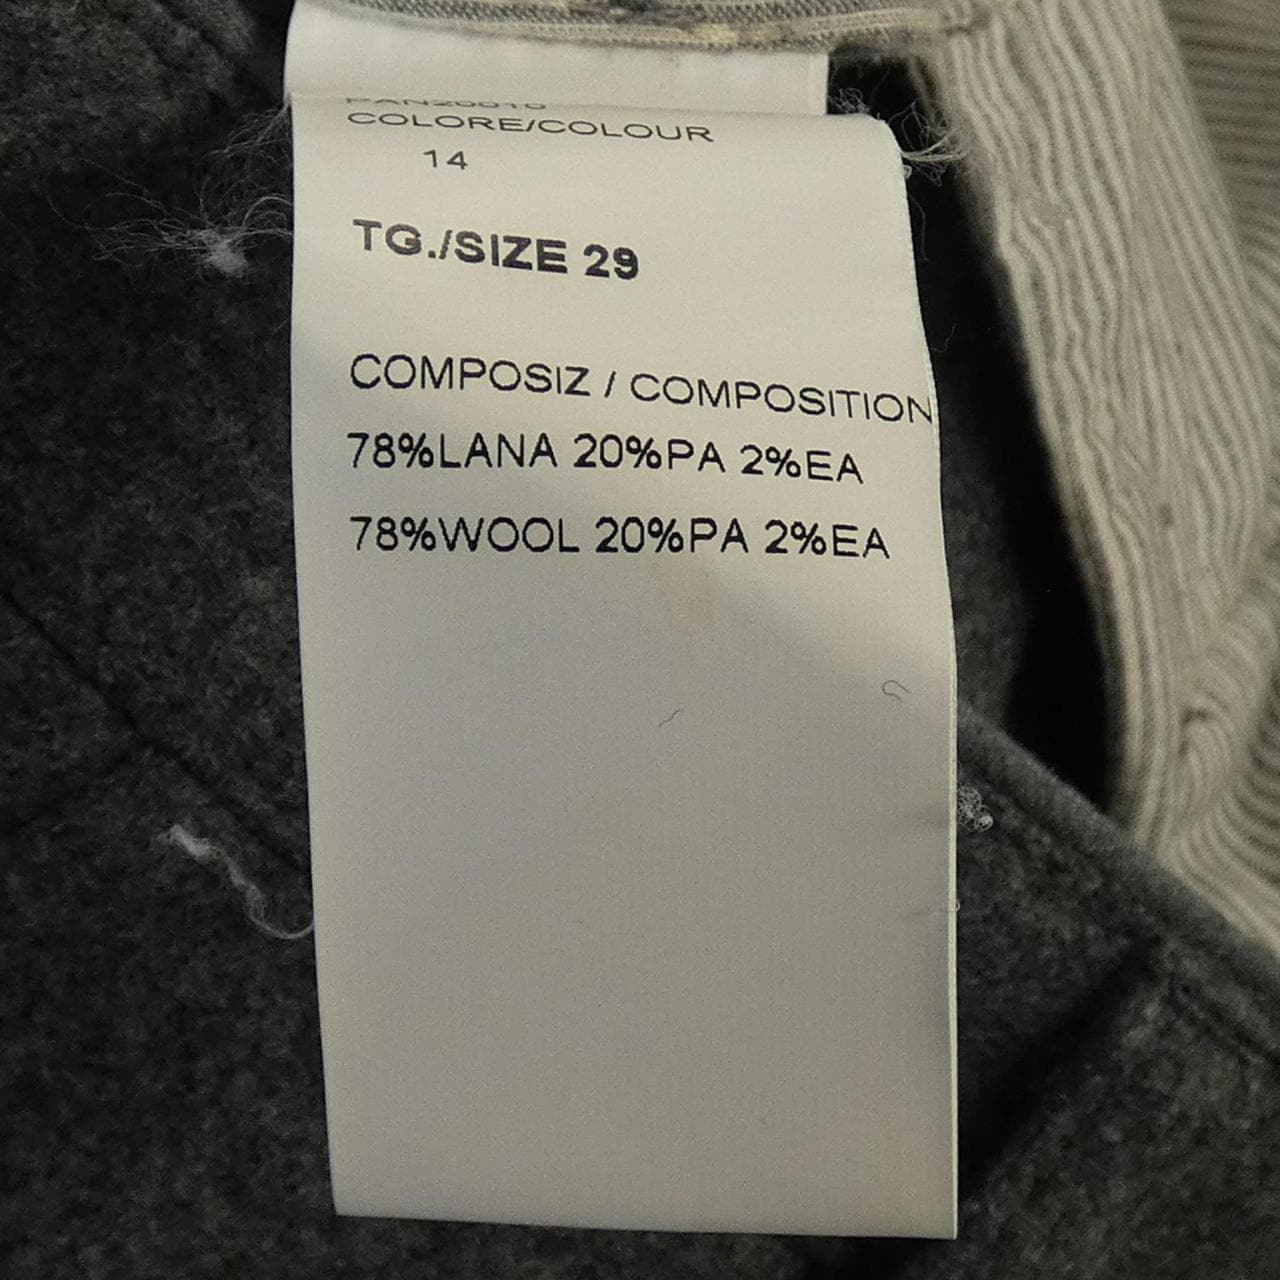 PAN20010
COLORE/COLOUR
14
TG./SIZE 29
COMPOSIZ / COMPOSITION
78%LANA 20%PA 2%EA
78%WOOL 20%PA 2%EA